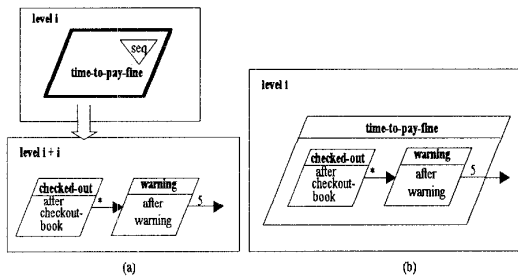 level i
seq
time-to-pay-fine
level i + i
checked-out
after
checkout-
book
*
warning
after
warning
5
(a)
level i
time-to-pay-fine
checked-out
after
checkout-
book
*
warning
after
warning
5
(b)